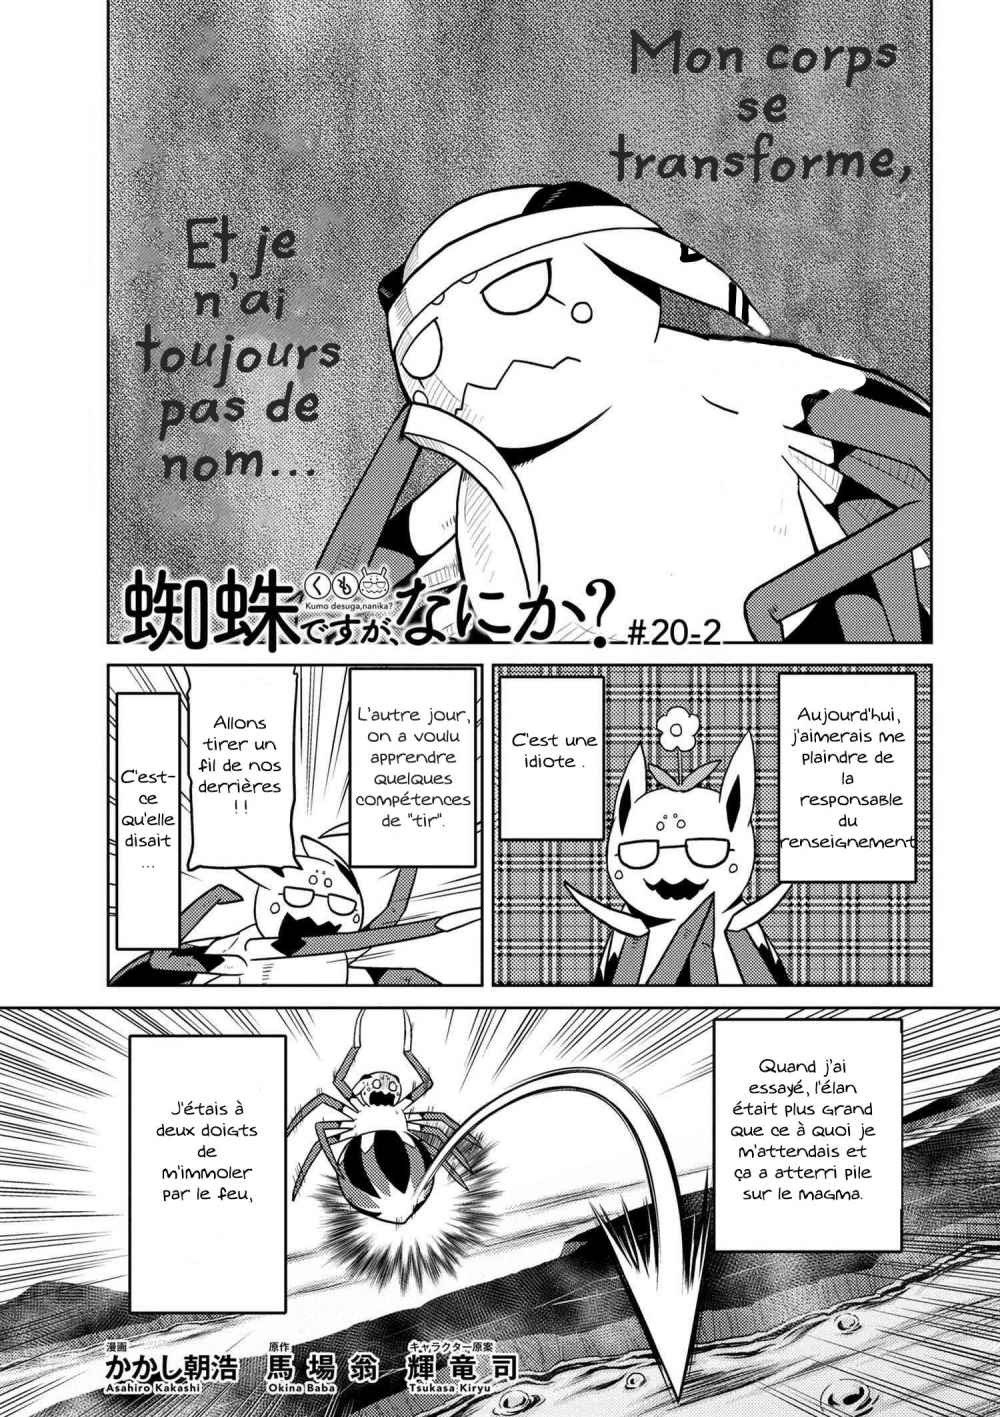 Mon corps
se
transforme,
Et je
n'ai
toujours
pas de
nom...
くも
Kumo desuga,nanika?
蜘蛛ですが、なにか? #20-2
Aujourd'hui,
j'aimerais me
plaindre de
la
responsable
du
renseignement
C'est une
idiote .
L'autre jour,
on a voulu
apprendre
quelques
compétences
de "tir".
Allons
tirer un
fil de nos
derrières
!!
C'est-
ce
qu'elle
disait
...
Quand j'ai
essayé, l'élan
était plus grand
que ce à quoi je
m'attendais et
ça a atterri pile
sur le magma.
J'étais à
deux doigts
de
m'immoler
par le feu,
漫画
かかし朝浩
Asahiro Kakashi
原作
馬場翁
Okina Baba
キャラクター原案
輝竜司
Tsukasa Kiryu